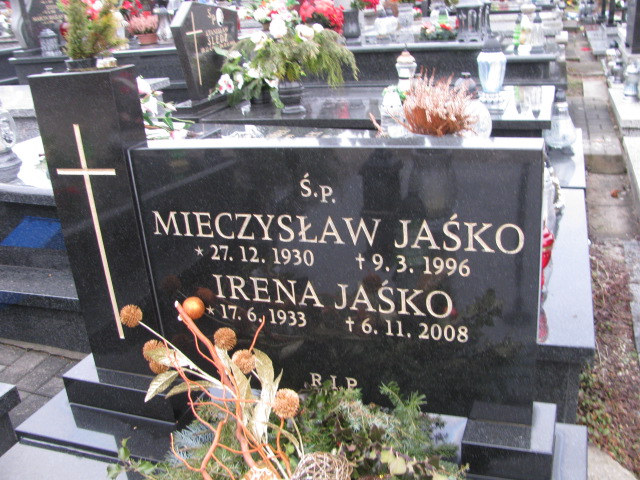 Ś.P.
MIECZYSŁAW JAŚKO
* 27. 12. 1930 † 9. 3. 1996
IRENA JAŚKO
* 17. 6. 1933 † 6. 11. 2008
R.I.P.